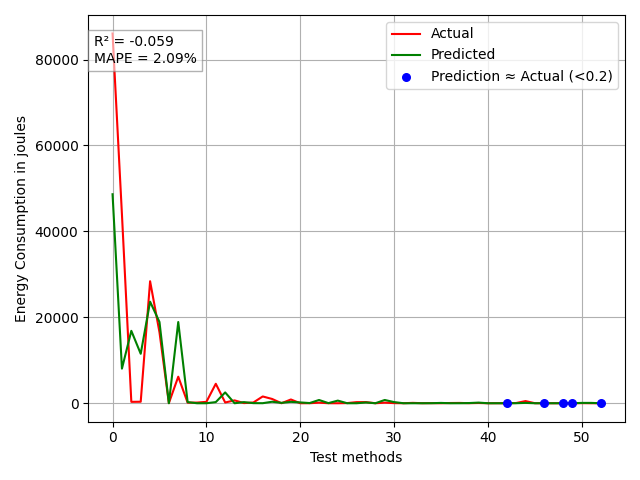 R² = -0.059
MAPE = 2.09%
Actual
Predicted
Prediction ≈ Actual (<0.2)
Energy Consumption in joules
80000
60000
40000
20000
0
0 10 20 30 40 50
Test methods